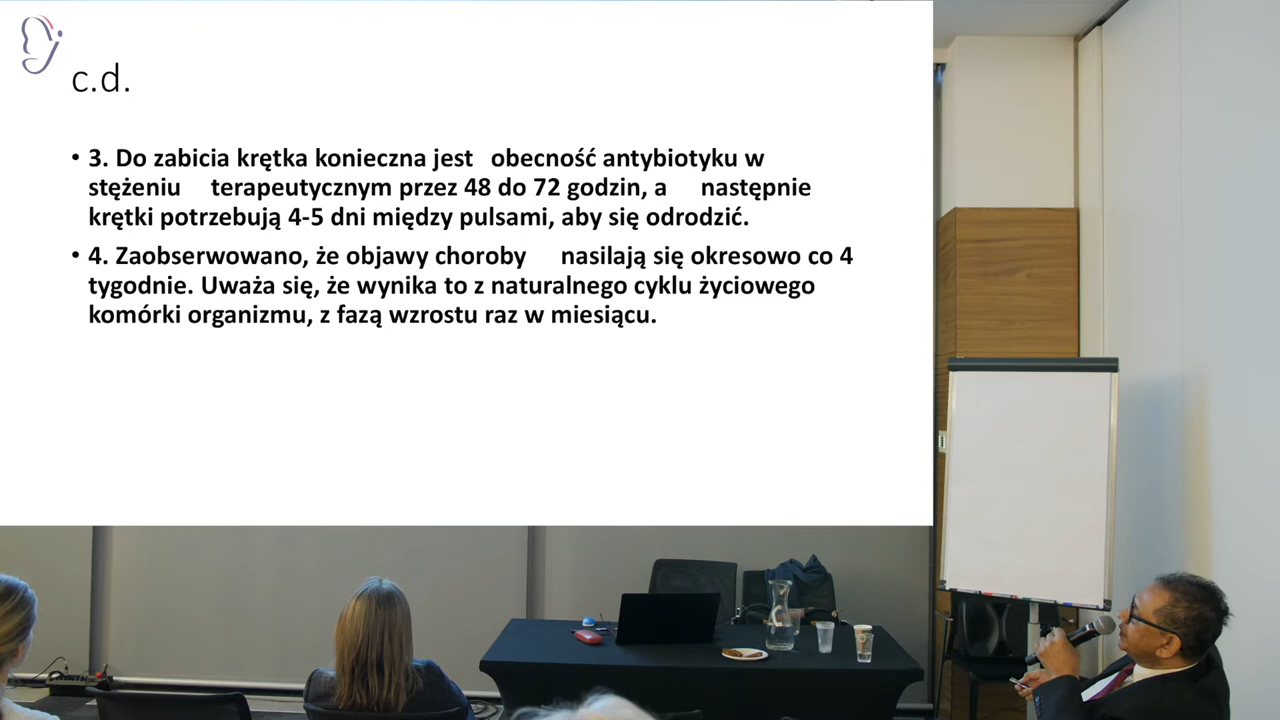 c.d.
• 3. Do zabicia krętka konieczna jest obecność antybiotyku w
stężeniu terapeutycznym przez 48 do 72 godzin, a następnie
krętki potrzebują 4-5 dni między pulsami, aby się odrodzić.
• 4. Zaobserwowano, że objawy choroby nasilają się okresowo co 4
tygodnie. Uważa się, że wynika to z naturalnego cyklu życiowego
komórki organizmu, z fazą wzrostu raz w miesiącu.